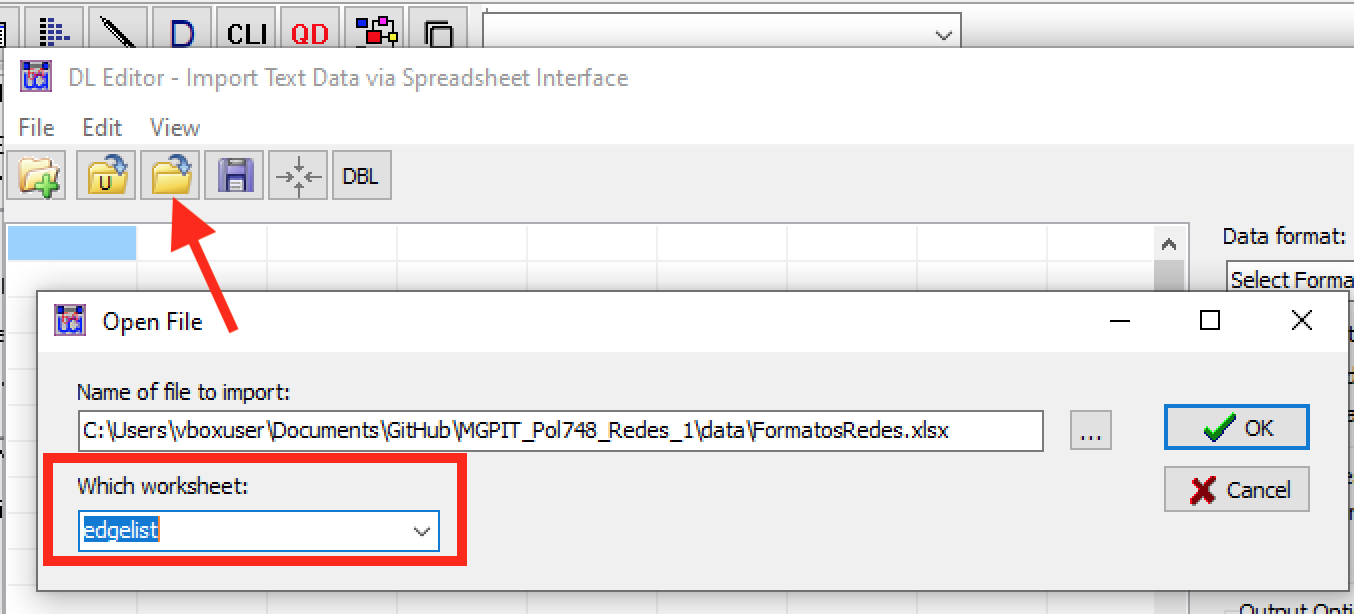 D CLI QD
DL Editor - Import Text Data via Spreadsheet Interface
File Edit View
U DBL
Data format:
Select Forma
Open File
Name of file to import:
C:\Users\vboxuser\Documents\GitHub\MGPIT_Pol748_Redes_1\data\FormatosRedes.xlsx
... OK
Which worksheet:
edgelist
Cancel
Output Opti